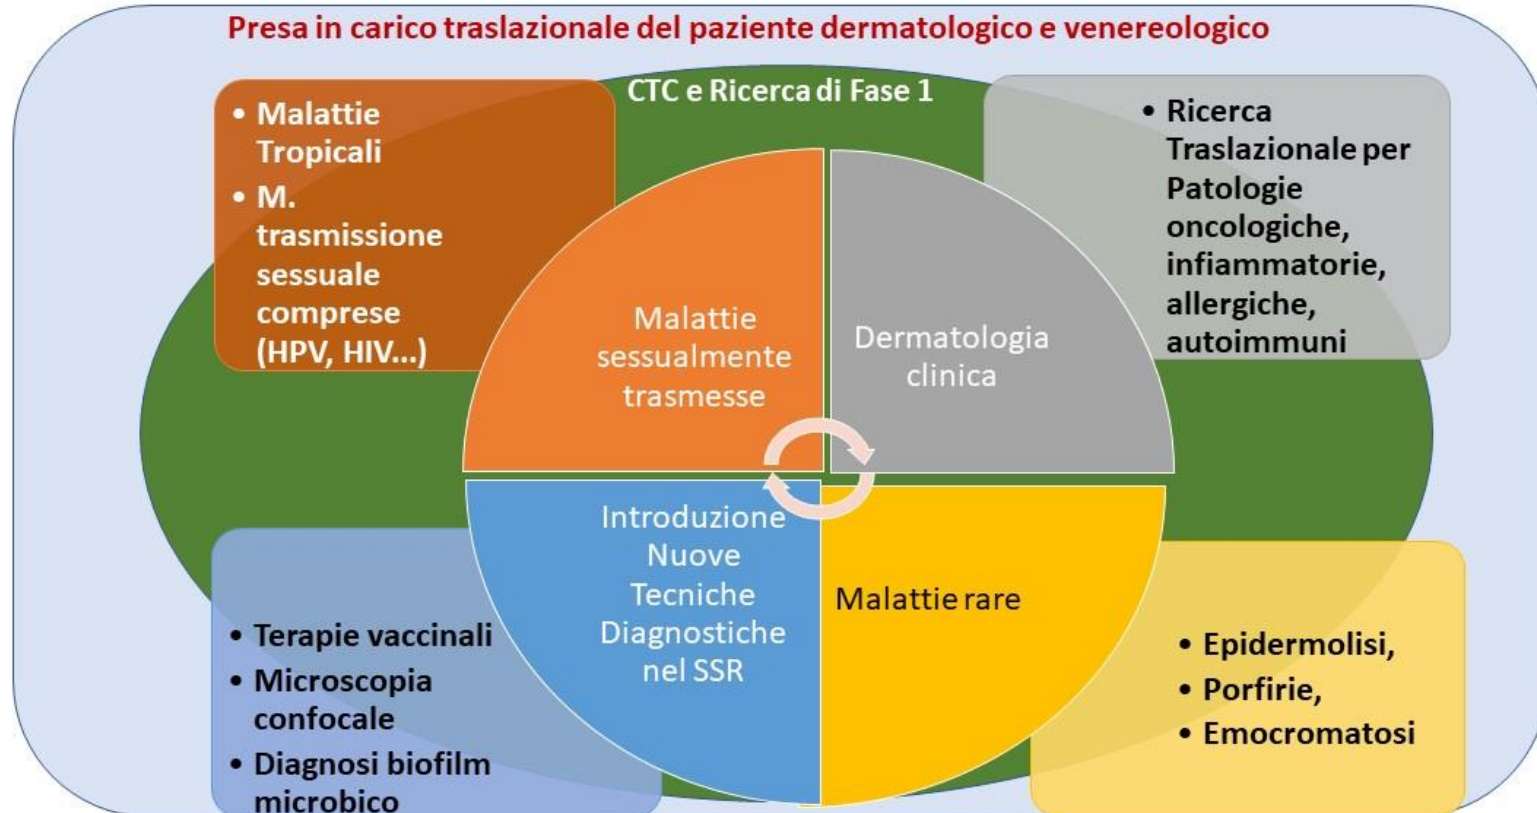 Presa in carico traslazionale del paziente dermatologico e venereologico
CTC e Ricerca di Fase 1
• Malattie
Tropicali
• M.
trasmissione
sessuale
comprese
(HPV, HIV...)
• Ricerca
Traslazionale per
Patologie
oncologiche,
infiammatorie,
allergiche,
autoimmuni
Malattie
sessualmente
trasmesse
Dermatologia
clinica
Introduzione
Nuove
Tecniche
Diagnostiche
nel SSR
Malattie rare
• Terapie vaccinali
• Microscopia
confocale
• Diagnosi biofilm
microbico
• Epidermolisi,
• Porfirie,
• Emocromatosi